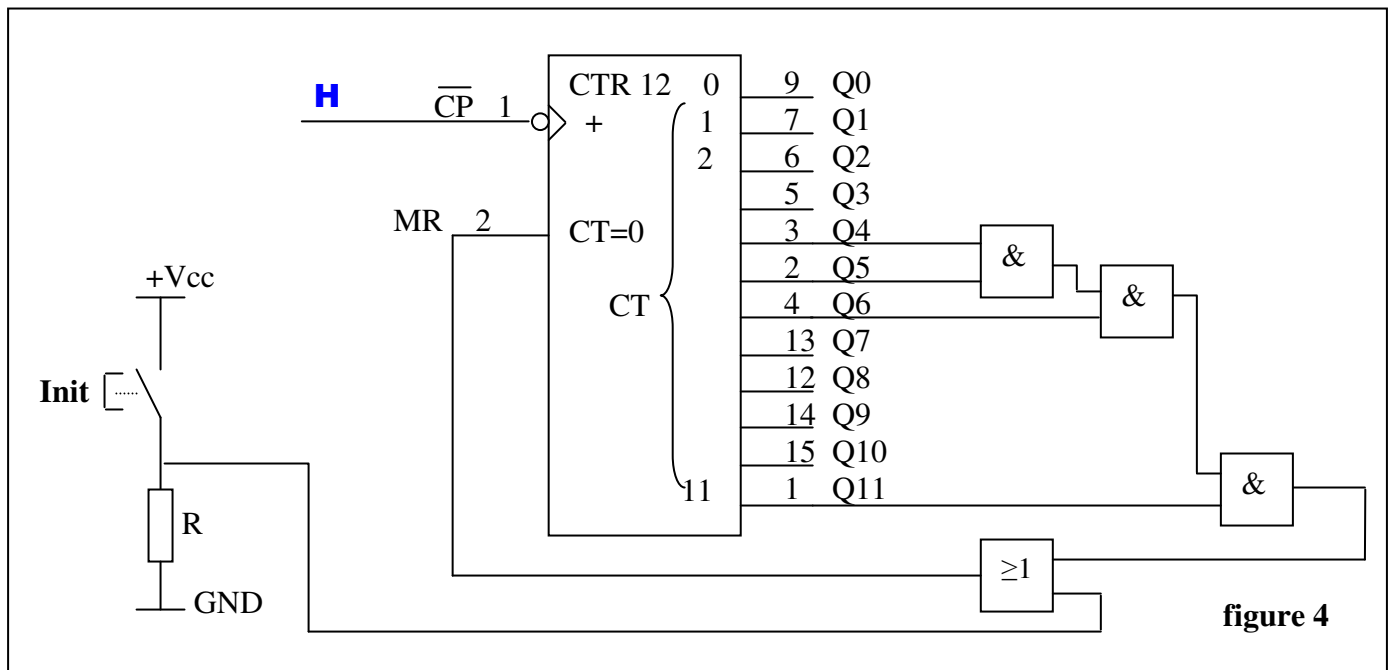 CTR 12 0 9 Q0
H CP 1 + 1 7 Q1
2 6 Q2
5 Q3
MR 2 CT=0 3 Q4 &
2 Q5
+Vcc CT 4 Q6 &
13 Q7
Init 12 Q8
14 Q9
15 Q10
11 1 Q11 &
R
≥1
GND
figure 4